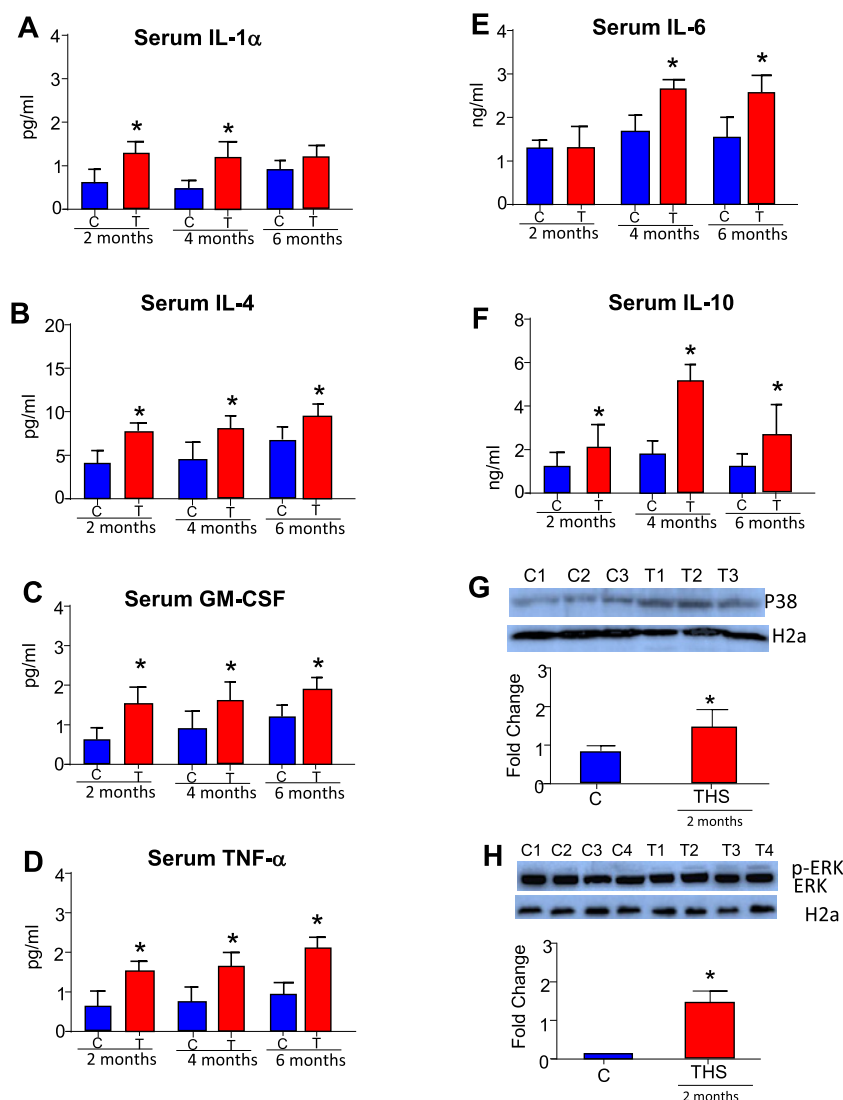 A
Serum IL-1α
pg/ml
4
3
2
1
0
*
*
C T C T C T
2 months 4 months 6 months
B
Serum IL-4
pg/ml
20
15
10
5
0
*
*
*
C T C T C T
2 months 4 months 6 months
C
Serum GM-CSF
pg/ml
4
3
2
1
0
*
*
*
C T C T C T
2 months 4 months 6 months
D
Serum TNF-α
pg/ml
4
3
2
1
0
*
*
*
C T C T C T
2 months 4 months 6 months
E
Serum IL-6
ng/ml
4
3
2
1
0
*
*
C T C T C T
2 months 4 months 6 months
F
Serum IL-10
ng/ml
8
6
4
2
0
*
*
*
C T C T C T
2 months 4 months 6 months
G
C1 C2 C3 T1 T2 T3
P38
H2a
Fold Change
3
2
1
0
*
C THS
2 months
H
C1 C2 C3 C4 T1 T2 T3 T4
p-ERK
ERK
H2a
Fold Change
3
2
1
0
*
C THS
2 months